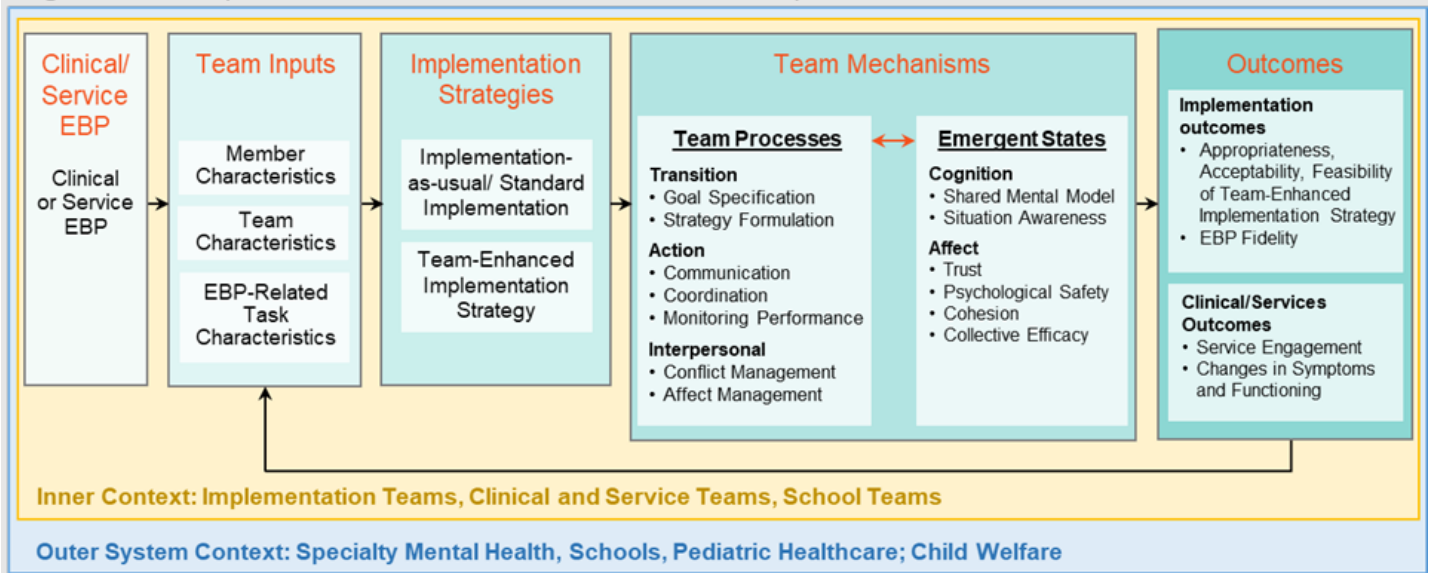 Clinical/
Service
EBP
Clinical
or Service
EBP
Team Inputs
Member
Characteristics
Team
Characteristics
EBP-Related
Task
Characteristics
Implementation
Strategies
Implementation-
as-usual/ Standard
Implementation
Team-Enhanced
Implementation
Strategy
Team Mechanisms
Team Processes
Transition
• Goal Specification
• Strategy Formulation
Action
• Communication
• Coordination
• Monitoring Performance
Interpersonal
• Conflict Management
• Affect Management
Emergent States
Cognition
• Shared Mental Model
• Situation Awareness
Affect
• Trust
• Psychological Safety
• Cohesion
• Collective Efficacy
Outcomes
Implementation
outcomes
• Appropriateness,
Acceptability, Feasibility
of Team-Enhanced
Implementation Strategy
• EBP Fidelity
Clinical/Services
Outcomes
• Service Engagement
• Changes in Symptoms
and Functioning
Inner Context: Implementation Teams, Clinical and Service Teams, School Teams
Outer System Context: Specialty Mental Health, Schools, Pediatric Healthcare; Child Welfare